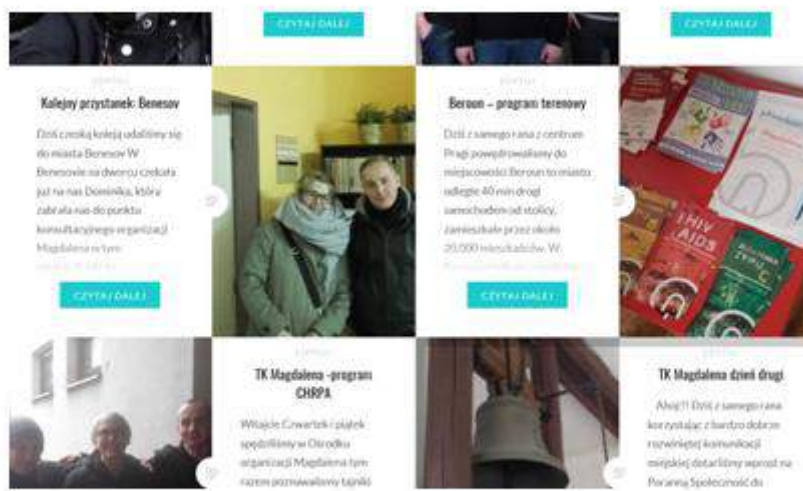 CZYTAJ DALEJ
CZYTAJ DALEJ
Kolejny przystanek: Benesov
Dziś czeską koleją udaliśmy się
do miasta Benesov W
Benesovie na dworcu czekała
już na nas Dominika, która
zabrała nas do punktu
konsultacyjnego organizacji
Magdalena w tym
CZYTAJ DALEJ
Beroun – program terenowy
Dziś z samego rana z centrum
Pragi powędrowaliśmy do
miejscowości Beroun to miasto
odległe 40 min drogi
samochodem od stolicy,
zamieszkałe przez około
20,000 mieszkańców. W
CZYTAJ DALEJ
HIV
AIDS
TYPU C
TK Magdalena -program
CHRPA
Witajcie Czwartek i piątek
spędziliśmy w Ośrodku
organizacji Magdalena tym
razem poznawaliśmy tajniki
TK Magdalena dzień drugi
Ahoj!!! Dziś z samego rana
korzystając z bardzo dobrze
rozwiniętej komunikacji
miejskiej dotarliśmy wprost na
Poranną Społeczność do